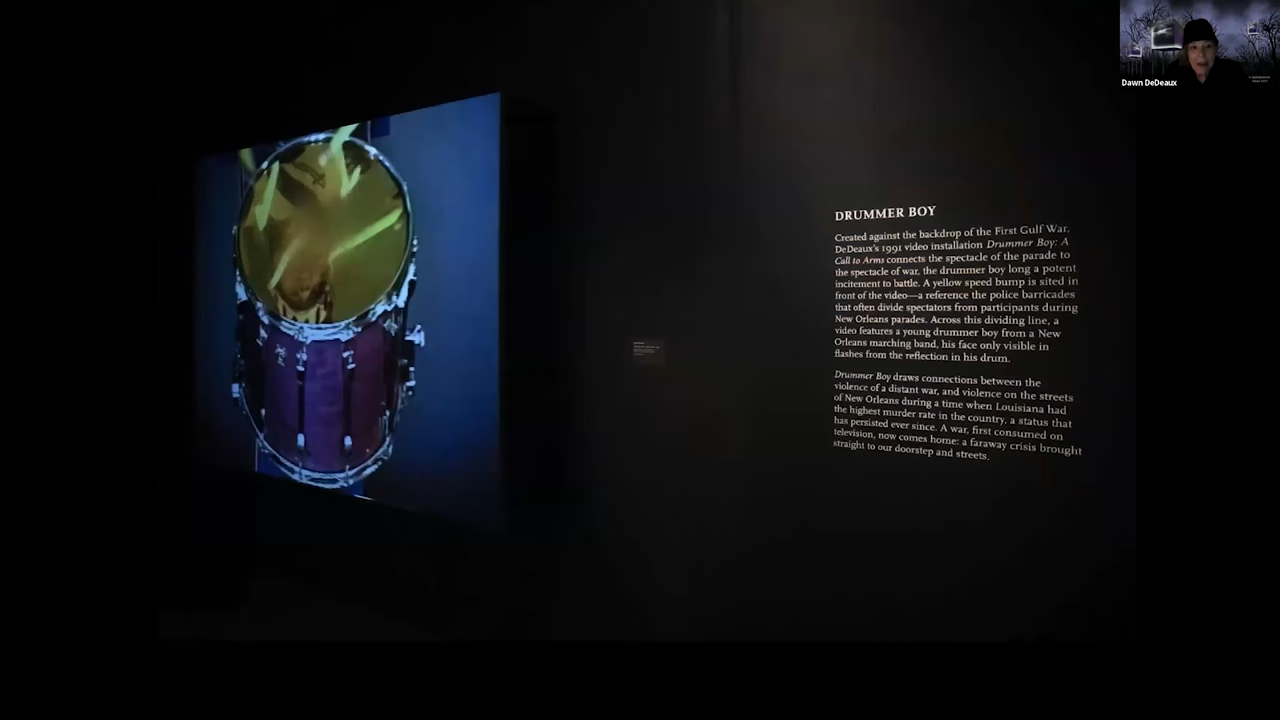 Dawn DeDeaux
DRUMMER BOY
Created against the backdrop of the First Gulf War,
DeDeaux's 1991 video installation Drummer Boy: A
Call to Arms connects the spectacle of the parade to
the spectacle of war, the drummer boy long a potent
incitement to battle. A yellow speed bump is sited in
front of the video—a reference the police barricades
that often divide spectators from participants during
New Orleans parades. Across this dividing line, a
video features a young drummer boy from a New
Orleans marching band, his face only visible in
flashes from the reflection in his drum.
Drummer Boy draws connections between the
violence of a distant war, and violence on the streets
of New Orleans during a time when Louisiana had
the highest murder rate in the country, a status that
has persisted ever since. A war, first consumed on
television, now comes home: a faraway crisis brought
straight to our doorstep and streets.